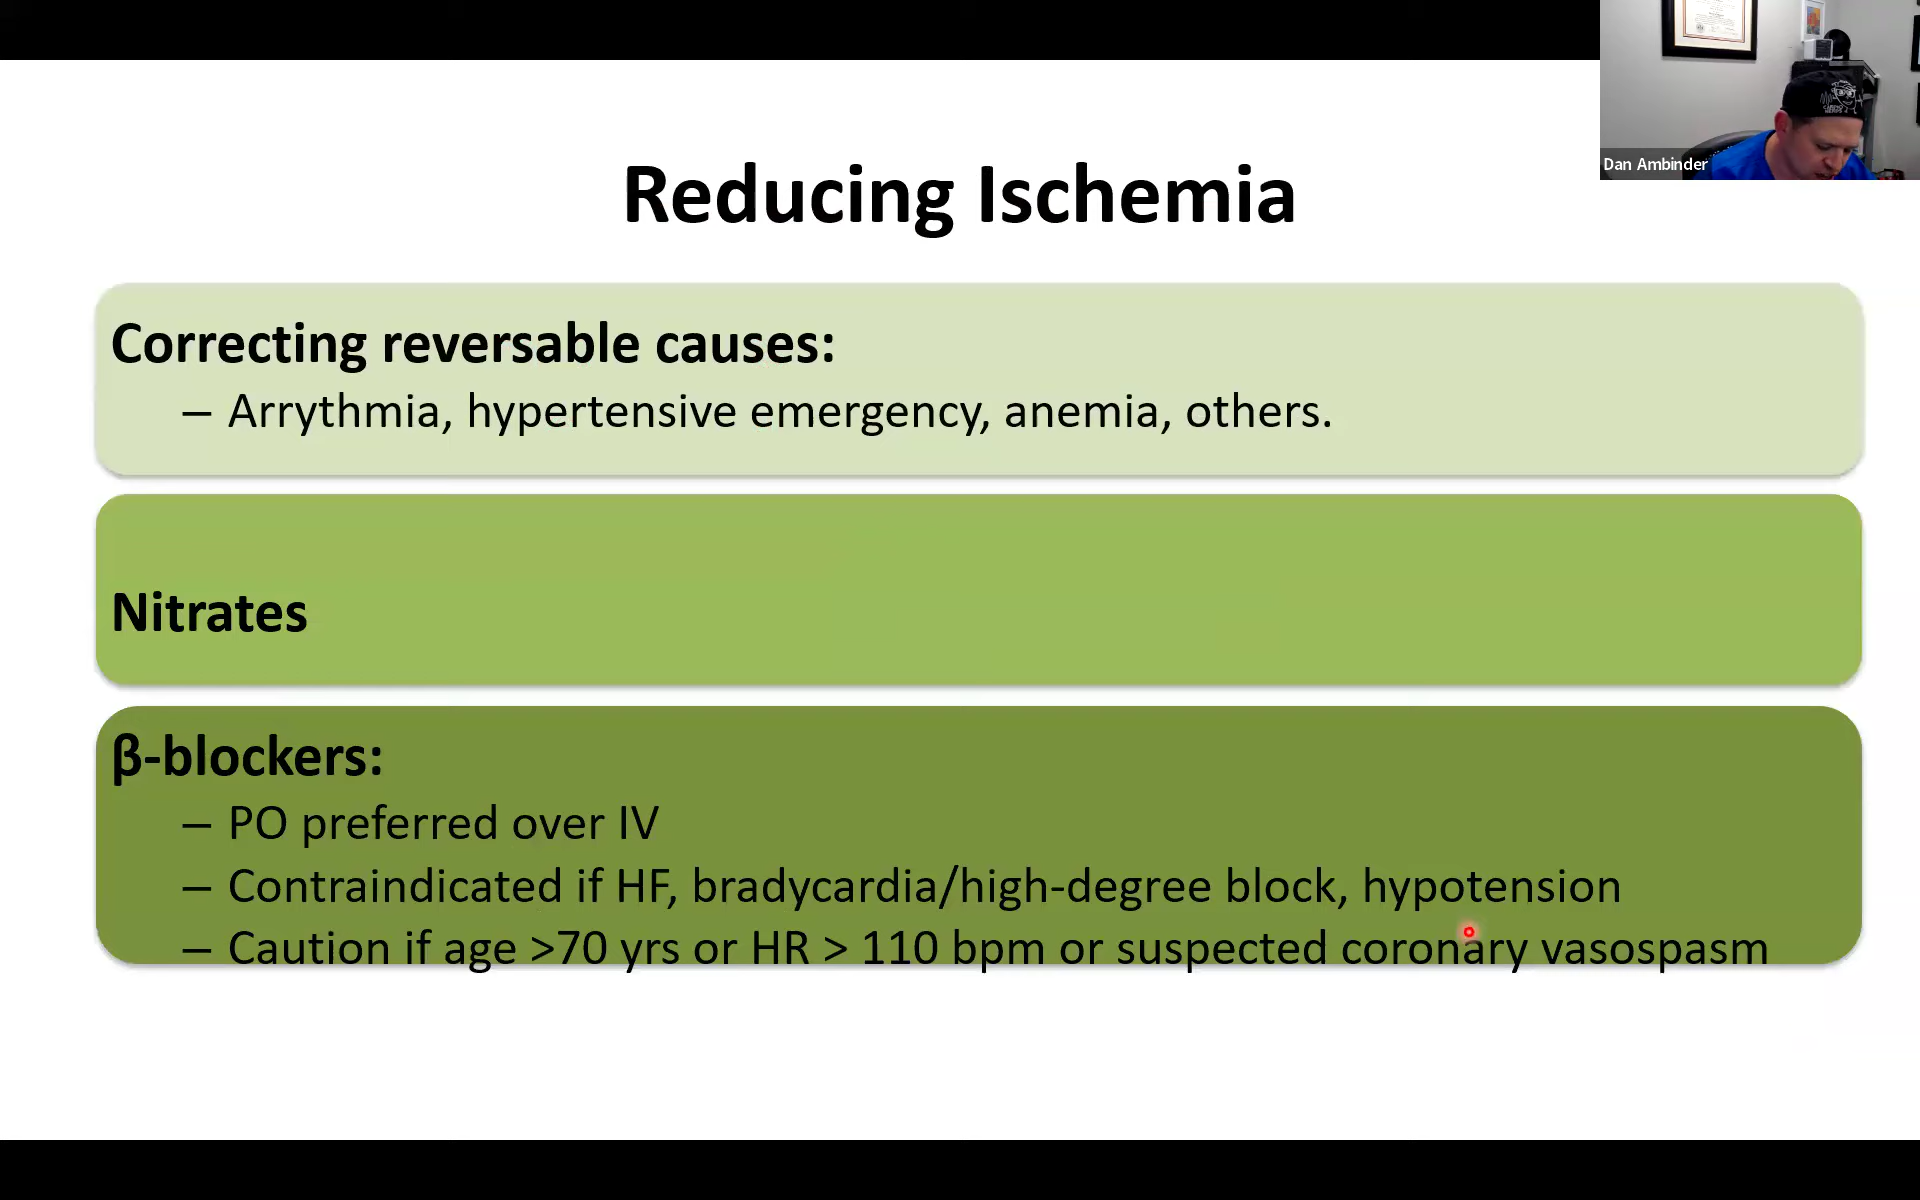 Reducing Ischemia
Dan Ambinder
Correcting reversable causes:
– Arrythmia, hypertensive emergency, anemia, others.
Nitrates
β-blockers:
– PO preferred over IV
– Contraindicated if HF, bradycardia/high-degree block, hypotension
– Caution if age >70 yrs or HR > 110 bpm or suspected coronary vasospasm